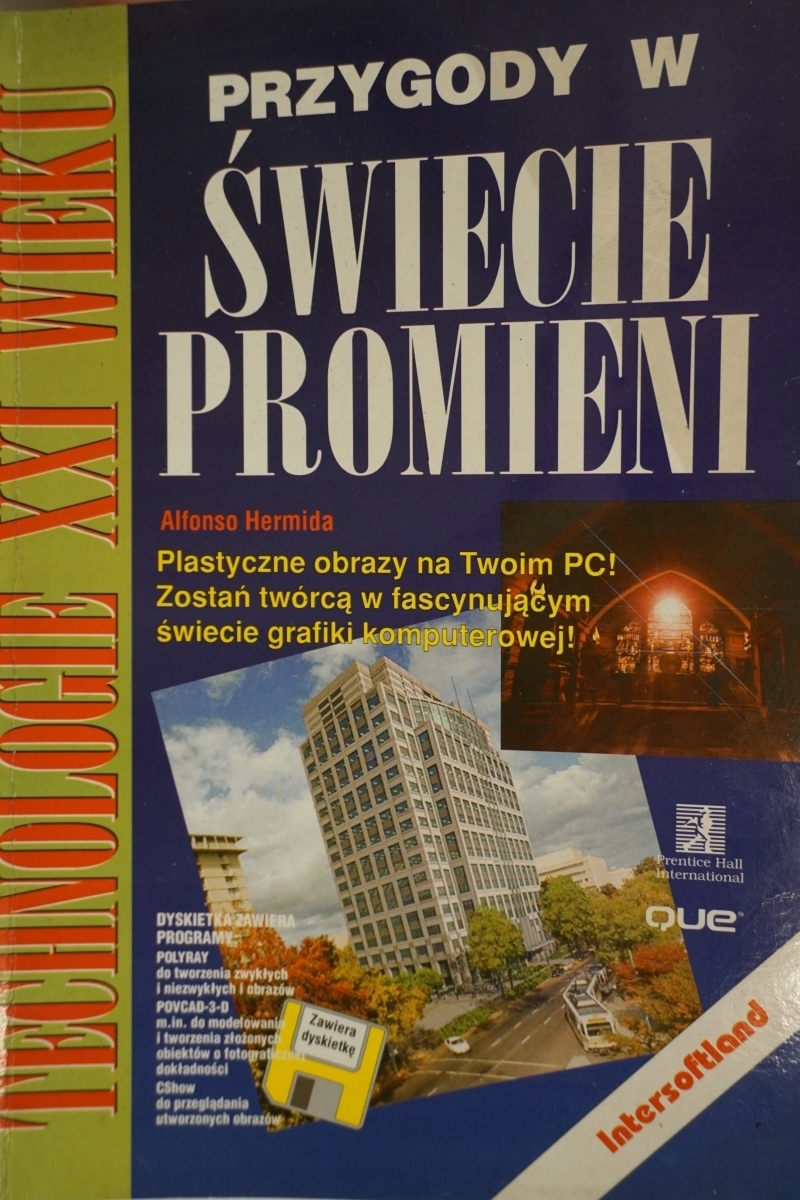 TECHNOLOGIE XXI WIEKU
PRZYGODY W
ŚWIECIE
PROMIENI
Alfonso Hermida
Plastyczne obrazy na Twoim PC!
Zostań twórcą w fascynującym
świecie grafiki komputerowej!
Prentice Hall
International
QUE®
DYSKIETKA ZAWIERA
PROGRAMY:
POLYRAY
do tworzenia zwykłych
i niezwykłych i obrazów
POVCAD-3-D
m.in. do modelowania
i tworzenia złożonych
obiektów o fotograficznej
dokładności
CShow
do przeglądania
utworzonych obrazów
Zawiera
dyskietkę
Intersoftland